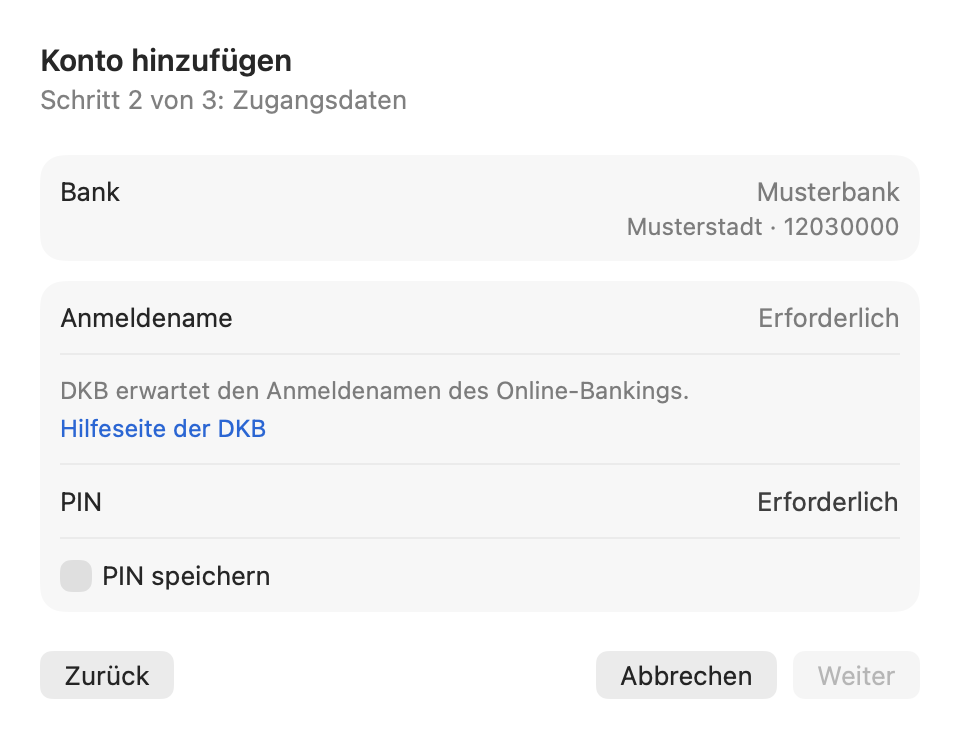 Konto hinzufügen
Schritt 2 von 3: Zugangsdaten
Bank
Musterbank
Musterstadt · 12030000
Anmeldename
Erforderlich
DKB erwartet den Anmeldenamen des Online-Bankings.
Hilfeseite der DKB
PIN
Erforderlich
PIN speichern
Zurück
Abbrechen
Weiter